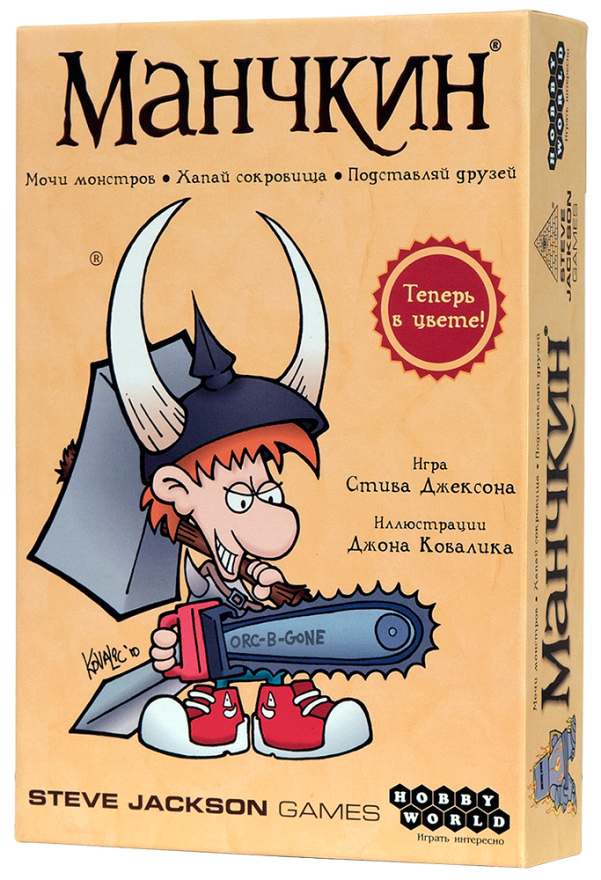 Манчкин®
Мочи монстров • Хапай сокровища • Подставляй друзей
®
Теперь
в цвете!
Игра
Стива Джексона
Иллюстрации
Джона Ковалика
ORC-B-GONE
KOVALIC '10
STEVE JACKSON GAMES
HOBBY
WORLD
Играть интересно
HOBBY
WORLD
Играть интересно
STEVE
JACKSON
GAMES
Манчкин®
Мочи монстров • Хапай сокровища • Подставляй друзей